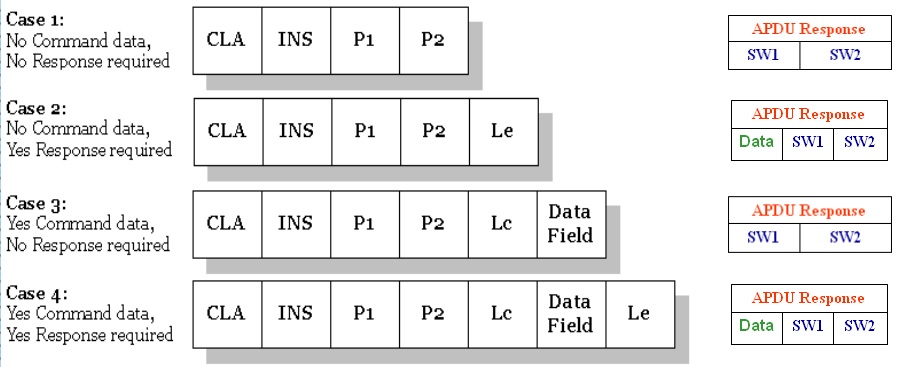 Case 1:
No Command data,
No Response required
CLA INS P1 P2
APDU Response
SW1 SW2
Case 2:
No Command data,
Yes Response required
CLA INS P1 P2 Le
APDU Response
Data SW1 SW2
Case 3:
Yes Command data,
No Response required
CLA INS P1 P2 Lc Data
Field
APDU Response
SW1 SW2
Case 4:
Yes Command data,
Yes Response required
CLA INS P1 P2 Lc Data Le
Field
APDU Response
Data SW1 SW2